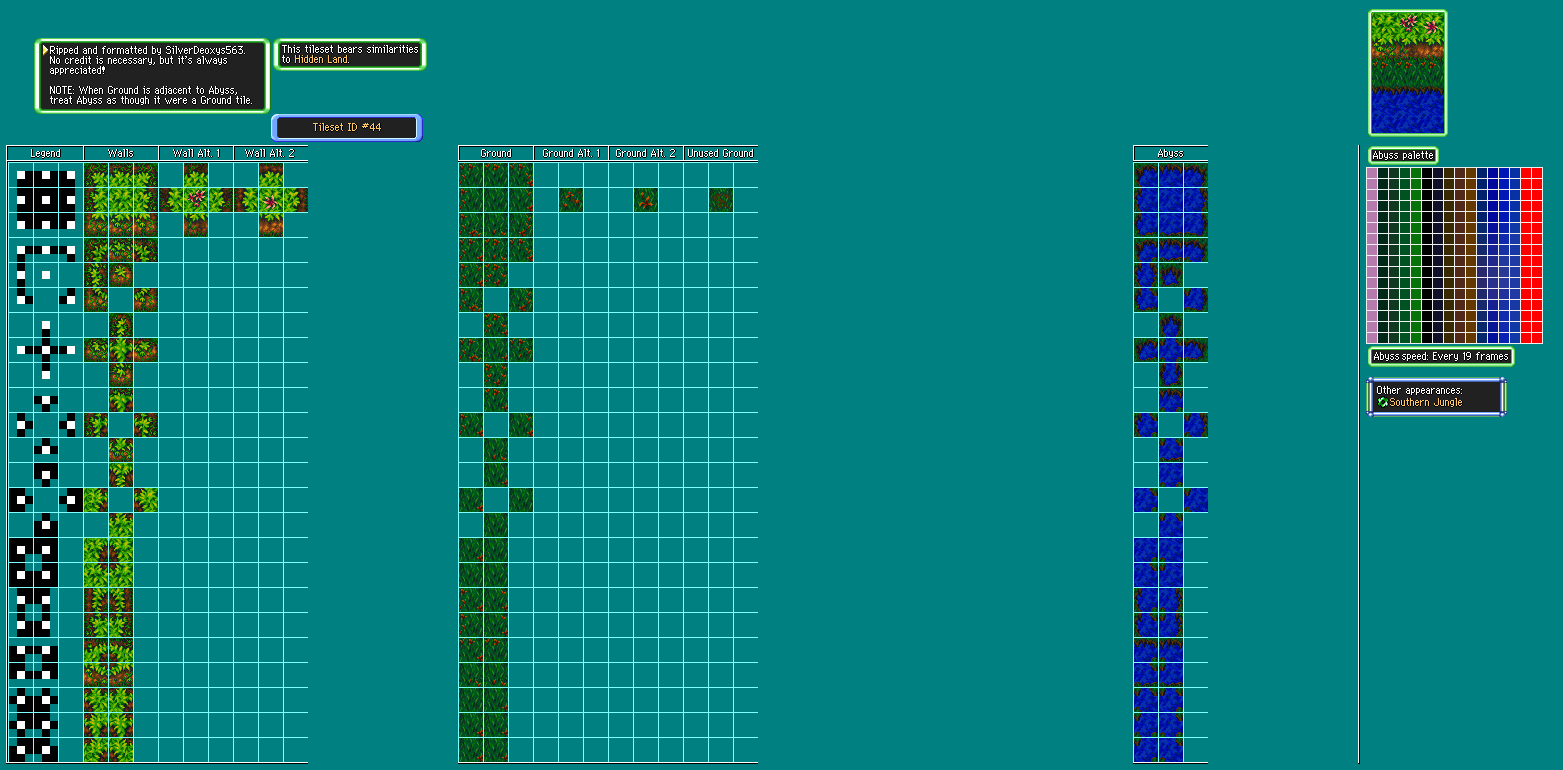 Ripped and formatted by SilverDeoxys563.
No credit is necessary, but it's always
appreciated!
NOTE: When Ground is adjacent to Abyss,
treat Abyss as though it were a Ground tile.
This tileset bears similarities
to Hidden Land.
Tileset ID #44
Legend
Walls
Wall Alt. 1
Wall Alt. 2
Ground
Ground Alt. 1
Ground Alt. 2
Unused Ground
Abyss
Abyss palette
Abyss speed: Every 19 frames
Other appearances:
Southern Jungle